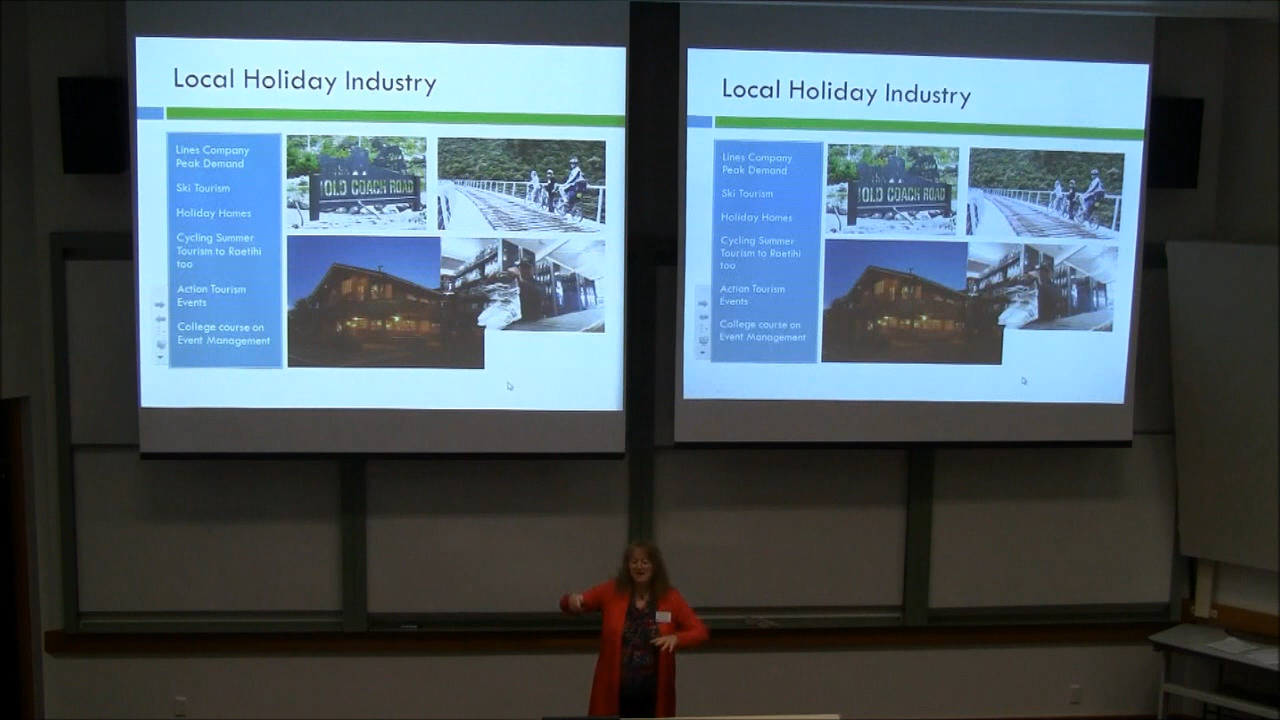 Local Holiday Industry
Lines Company
Peak Demand
Ski Tourism
Holiday Homes
Cycling Summer
Tourism to Raetihi
too
Action Tourism
Events
College course on
Event Management
OLD COACH ROAD
Local Holiday Industry
Lines Company
Peak Demand
Ski Tourism
Holiday Homes
Cycling Summer
Tourism to Raetihi
too
Action Tourism
Events
College course on
Event Management
OLD COACH ROAD